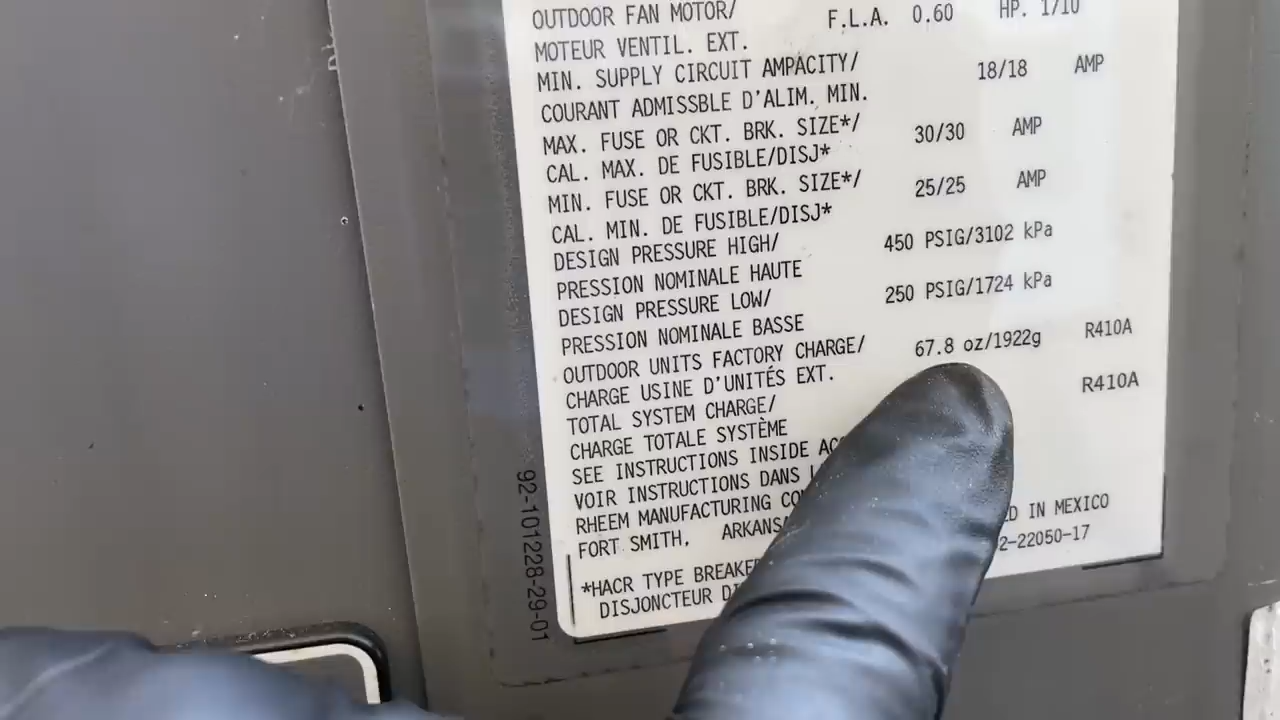 OUTDOOR FAN MOTOR/ F.L.A. 0.60 HP. 1/10
MOTEUR VENTIL. EXT.
MIN. SUPPLY CIRCUIT AMPACITY/ 18/18 AMP
COURANT ADMISSBLE D'ALIM. MIN.
MAX. FUSE OR CKT. BRK. SIZE*/ 30/30 AMP
CAL. MAX. DE FUSIBLE/DISJ*
MIN. FUSE OR CKT. BRK. SIZE*/ 25/25 AMP
CAL. MIN. DE FUSIBLE/DISJ*
DESIGN PRESSURE HIGH/ 450 PSIG/3102 kPa
PRESSION NOMINALE HAUTE
DESIGN PRESSURE LOW/ 250 PSIG/1724 kPa
PRESSION NOMINALE BASSE
OUTDOOR UNITS FACTORY CHARGE/ 67.8 oz/1922g R410A
CHARGE USINE D'UNITÉS EXT.
TOTAL SYSTEM CHARGE/ R410A
CHARGE TOTALE SYSTÈME
SEE INSTRUCTIONS INSIDE
VOIR INSTRUCTIONS DANS
RHEEM MANUFACTURING IN MEXICO
FORT SMITH, 2-22050-17
*HACR TYPE
DISJONCTEUR
92-101228-29-01